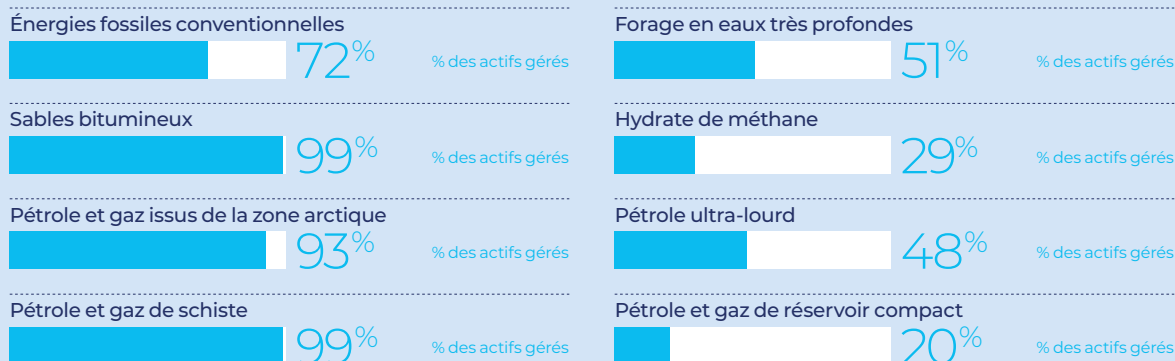 Énergies fossiles conventionnelles
72% % des actifs gérés
Sables bitumineux
99% % des actifs gérés
Pétrole et gaz issus de la zone arctique
93% % des actifs gérés
Pétrole et gaz de schiste
99% % des actifs gérés
Forage en eaux très profondes
51% % des actifs gérés
Hydrate de méthane
29% % des actifs gérés
Pétrole ultra-lourd
48% % des actifs gérés
Pétrole et gaz de réservoir compact
20% % des actifs gérés